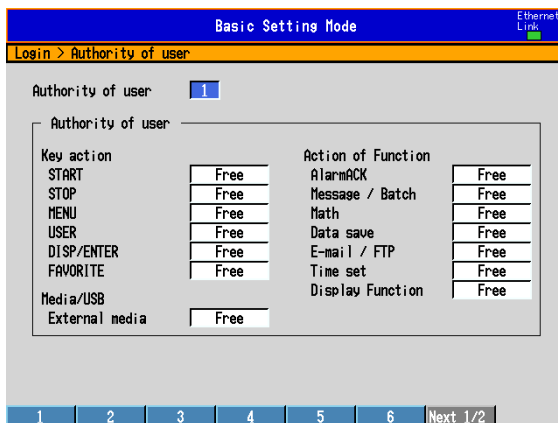 Basic Setting Mode
Ethernet
Link
Login > Authority of user
Authority of user 1
Authority of user
Key action
START Free
STOP Free
MENU Free
USER Free
DISP/ENTER Free
FAVORITE Free
Media/USB
External media Free
Action of Function
AlarmACK Free
Message / Batch Free
Math Free
Data save Free
E-mail / FTP Free
Time set Free
Display Function Free
1 2 3 4 5 6 Next 1/2